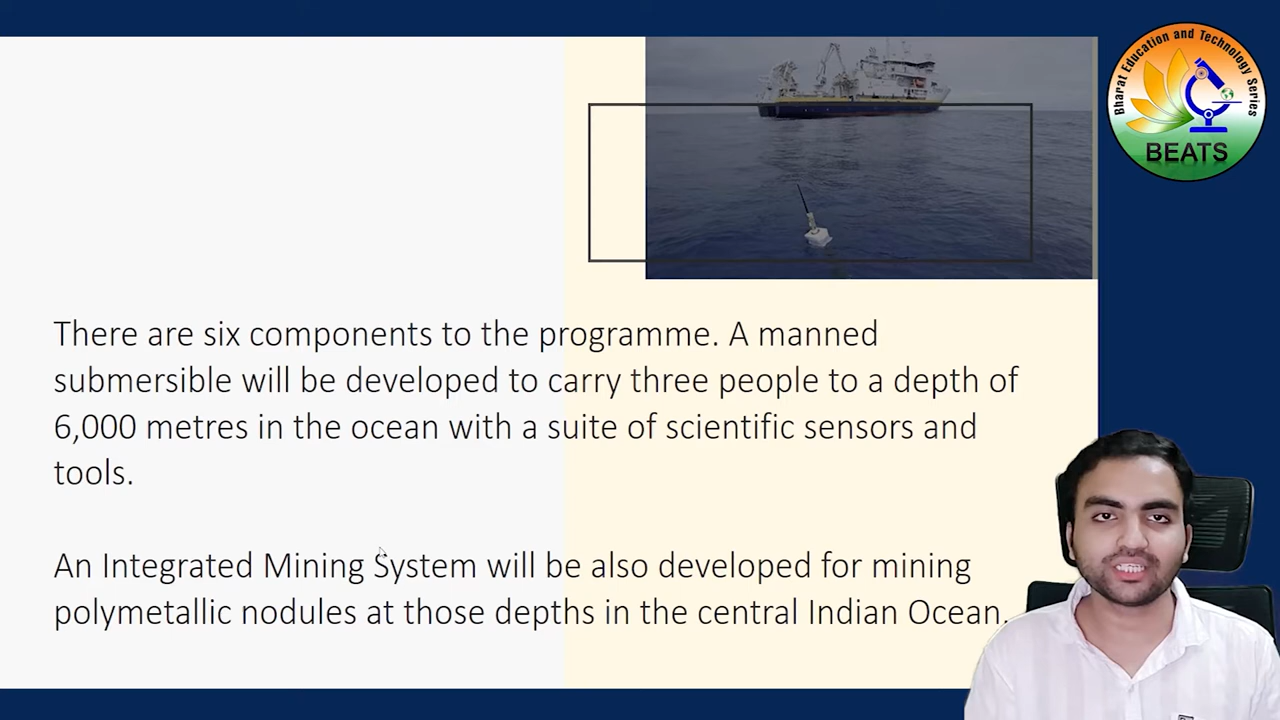 Bharat Education and Technology Series
BEATS
There are six components to the programme. A manned
submersible will be developed to carry three people to a depth of
6,000 metres in the ocean with a suite of scientific sensors and
tools.
An Integrated Mining System will be also developed for mining
polymetallic nodules at those depths in the central Indian Ocean.